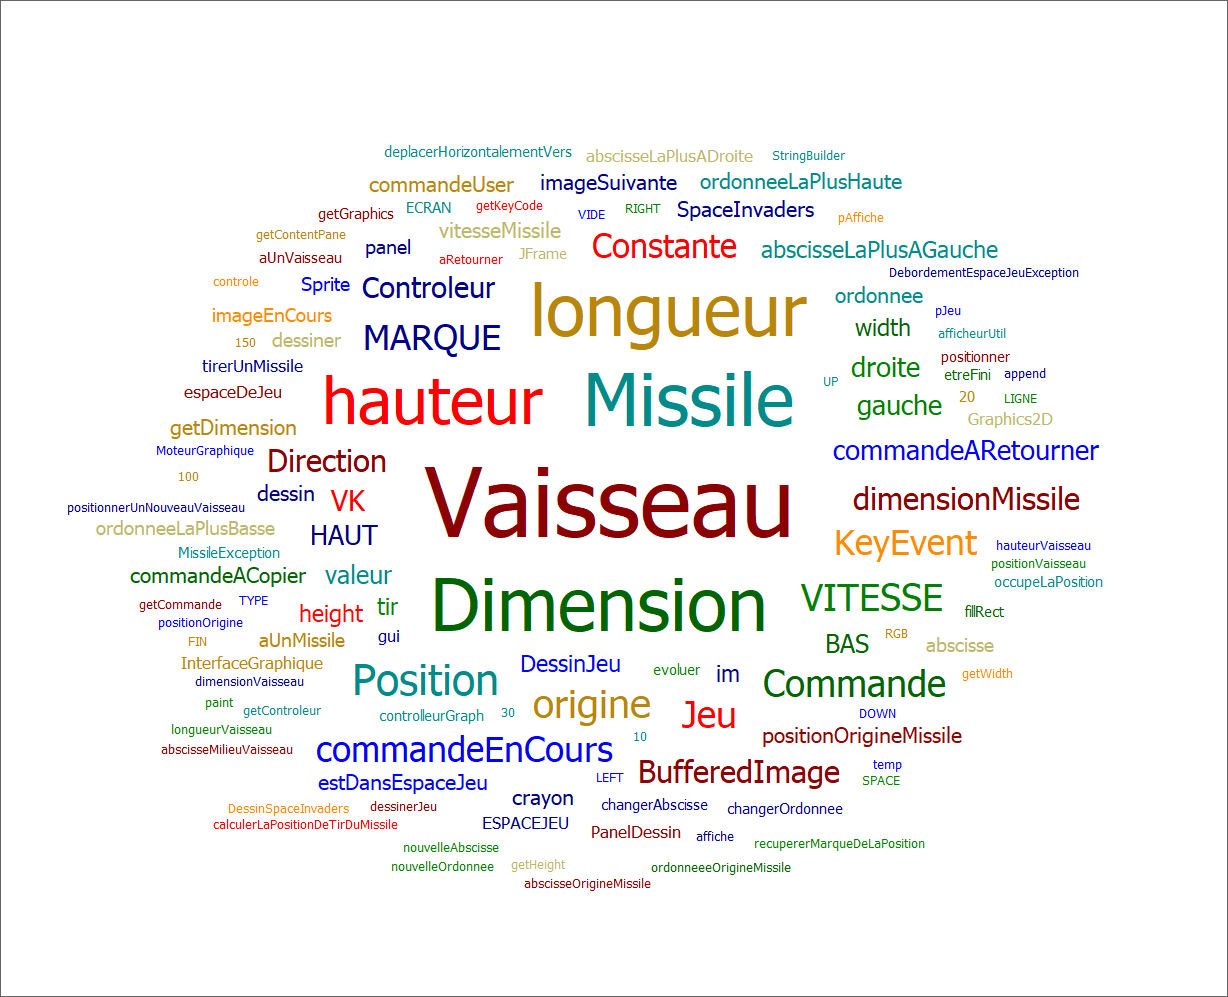 deplacerHorizontalementVers abscisseLaPlusADroite StringBuilder
commandeUser imageSuivante ordonneeLaPlusHaute
getGraphics ECRAN getKeyCode VIDE RIGHT SpaceInvaders pAffiche
getContentPane panel vitesseMissile Constante abscisseLaPlusAGauche
aUnVaisseau aRetourner JFrame DebordementEspaceJeuException
controle Sprite Controleur longueur ordonnee
imageEnCours MARQUE width pJeu
150 dessiner afficheurUtil
tirerUnMissile droite positionner
espaceDeJeu hauteur Missile UP etreFini append
gauche 20 LIGNE
getDimension Graphics2D
MoteurGraphique Direction commandeARetourner
100 dessin VK Vaisseau dimensionMissile
positionnerUnNouveauVaisseau
ordonneeLaPlusBasse HAUT KeyEvent hauteurVaisseau
MissileException positionVaisseau
commandeACopier valeur occupeLaPosition
getCommande TYPE height tir Dimension VITESSE fillRect
positionOrigine
FIN aUnMissile gui BAS RGB abscisse
InterfaceGraphique DessinJeu evoluer im getWidth
dimensionVaisseau Position Commande
paint getControleur controlleurGraph 30 origine Jeu DOWN
longueurVaisseau 10 positionOrigineMissile
abscisseMilieuVaisseau commandeEnCours
estDansEspaceJeu LEFT BufferedImage temp
SPACE
DessinSpaceInvaders dessinerJeu crayon changerAbscisse changerOrdonnee
calculerLaPositionDeTirDuMissile ESPACEJEU PanelDessin affiche
nouvelleAbscisse recupererMarqueDeLaPosition
nouvelleOrdonnee getHeight ordonneeeOrigineMissile
abscisseOrigineMissile